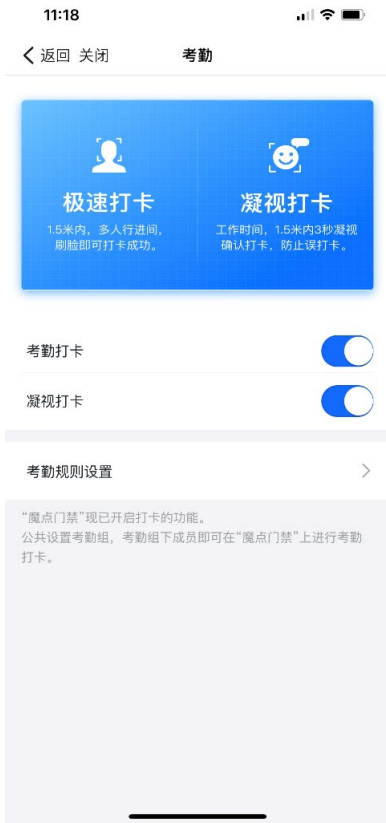 11:18
返回 关闭 考勤
极速打卡
1.5米内，多人行进间，
刷脸即可打卡成功。
凝视打卡
工作时间，1.5米内3秒凝视
确认打卡，防止误打卡。
考勤打卡
凝视打卡
考勤规则设置
“魔点门禁”现已开启打卡的功能。
公共设置考勤组，考勤组下成员即可在“魔点门禁”上进行考勤
打卡。